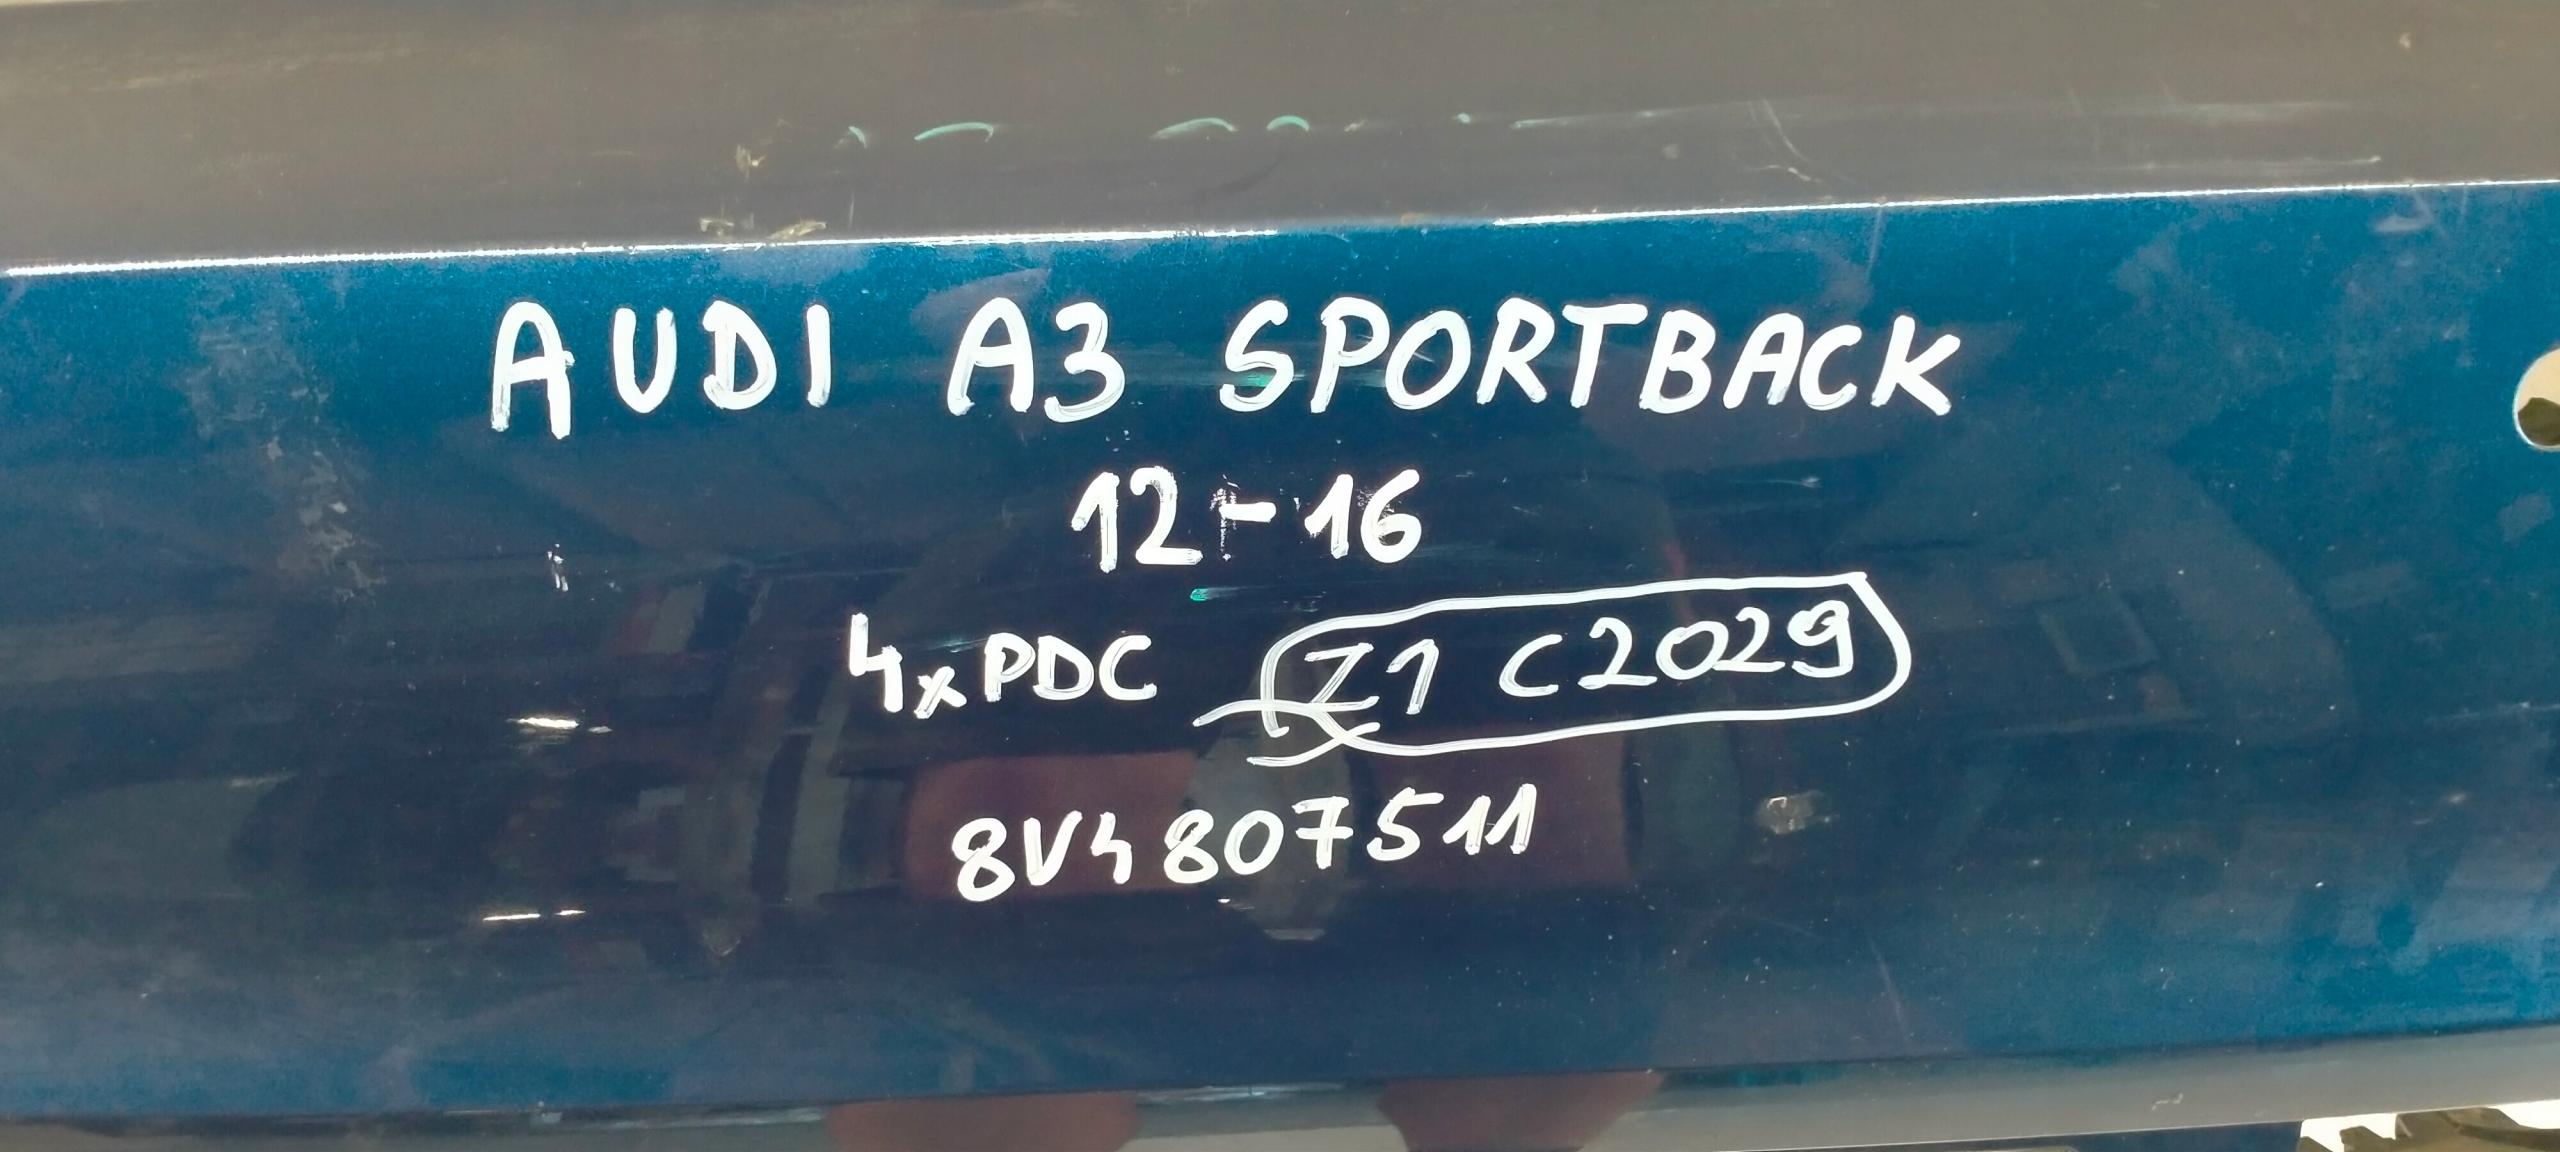 AUDI A3 SPORTBACK
12-16
4xPDC Z1 C2029
8V4807511